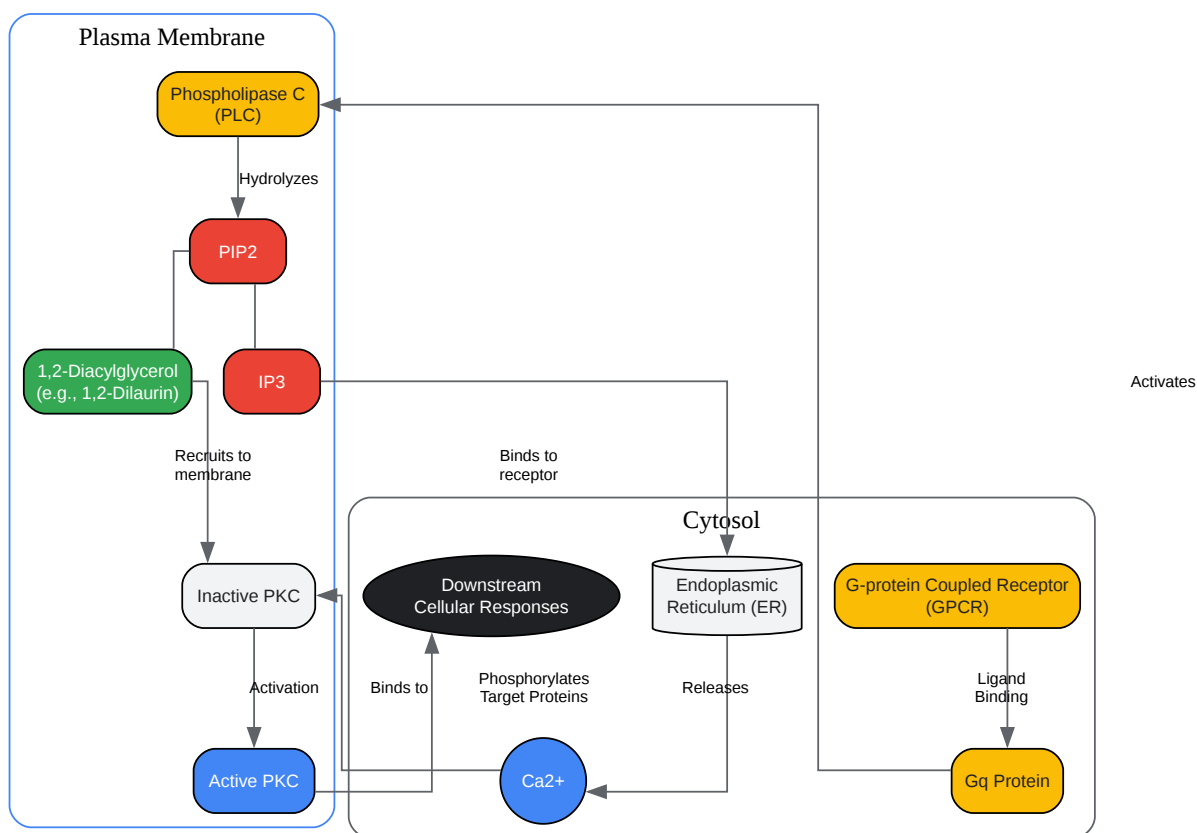 Plasma Membrane
Phospholipase C
(PLC)
Hydrolyzes
PIP2
1,2-Diacylglycerol
(e.g., 1,2-Dilaurin)
IP3
Activates
Recruits to
membrane
Binds to
receptor
Cytosol
Inactive PKC
Downstream
Cellular Responses
Endoplasmic
Reticulum (ER)
G-protein Coupled Receptor
(GPCR)
Activation
Binds to
Phosphorylates
Target Proteins
Releases
Ligand
Binding
Active PKC
Ca2+
Gq Protein